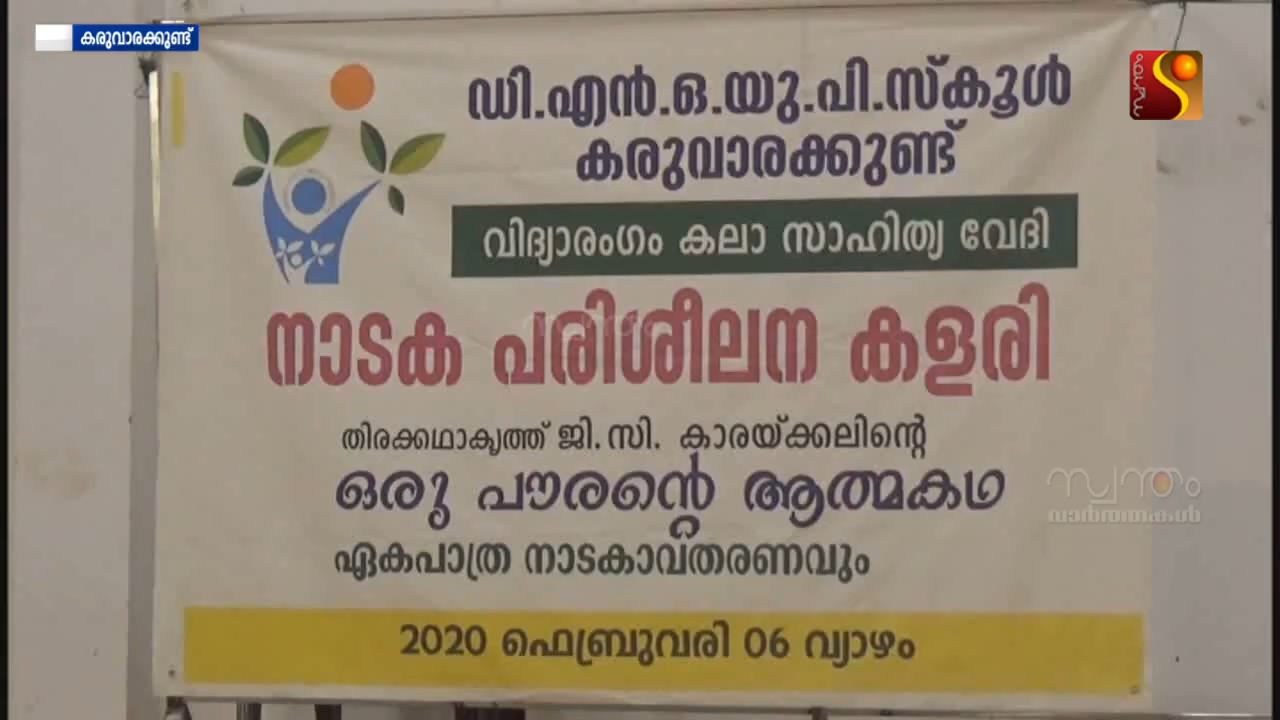 കരുവാരക്കുണ്ട്
ഡി.എൻ.ഒ.യു.പി.സ്കൂൾ
കരുവാരക്കുണ്ട്
വിദ്യാരംഗം കലാ സാഹിത്യ വേദി
നാടക പരിശീലന കളരി
തിരക്കഥാകൃത്ത് ജി.സി. കാരയ്ക്കലിന്റെ
ഒരു പൗരന്റെ ആത്മകഥ
ഏകപാത്ര നാടകാവതരണവും
2020 ഫെബ്രുവരി 06 വ്യാഴം
സ്വന്തം
വാർത്തകൾ